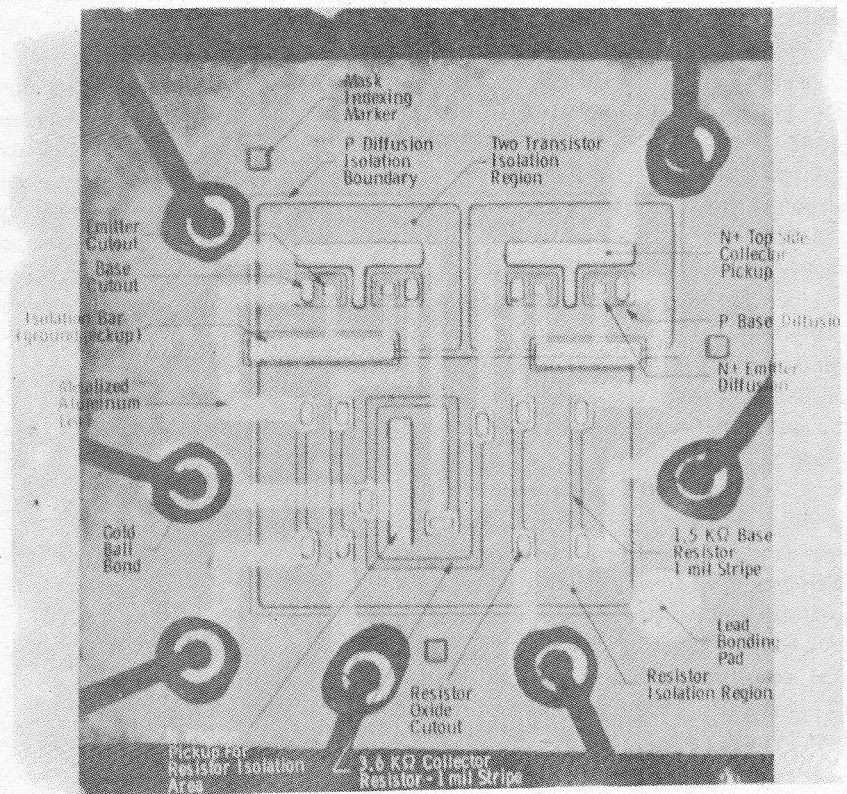 Mask
Indexing
Marker
P Diffusion
Isolation
Boundary
Two Transistor
Isolation
Region
Emitter
Cutout
Base
Cutout
Isolation Bar
(ground pickup)
Metalized
Aluminum
Gold
Ball
Bond
N+ Top Side
Collector
Pickup
P Base Diffusion
N+ Emitter
Diffusion
1.5 KΩ Base
Resistor
1 mil Stripe
Lead
Bonding
Pad
Resistor
Isolation Region
Resistor
Oxide
Cutout
Pickup For
Resistor Isolation
Area
3.6 KΩ Collector
Resistor - 1 mil Stripe